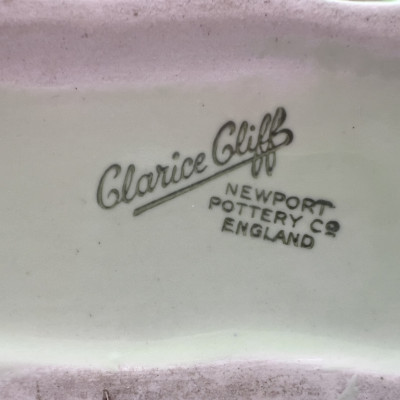 Clarice Cliff
NEWPORT
POTTERY Cº
ENGLAND